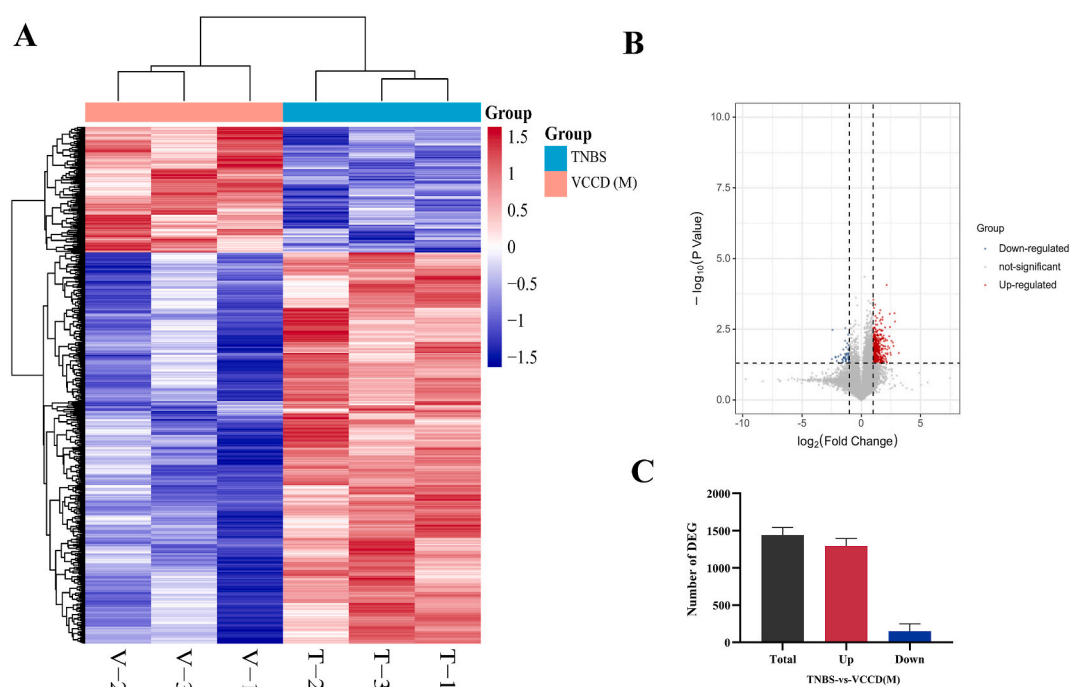 A
Group
1.5
1
0.5
0
−0.5
−1
−1.5
Group
TNBS
VCCD (M)
V−2
V−3
V−1
T−2
T−3
T−1
B
10.0
7.5
5.0
2.5
0.0
− log10(P Value)
-10
-5
0
5
log2(Fold Change)
Group
Down-regulated
not-significant
Up-regulated
C
2000
1500
1000
500
0
Number of DEG
Total Up Down
TNBS-vs-VCCD(M)